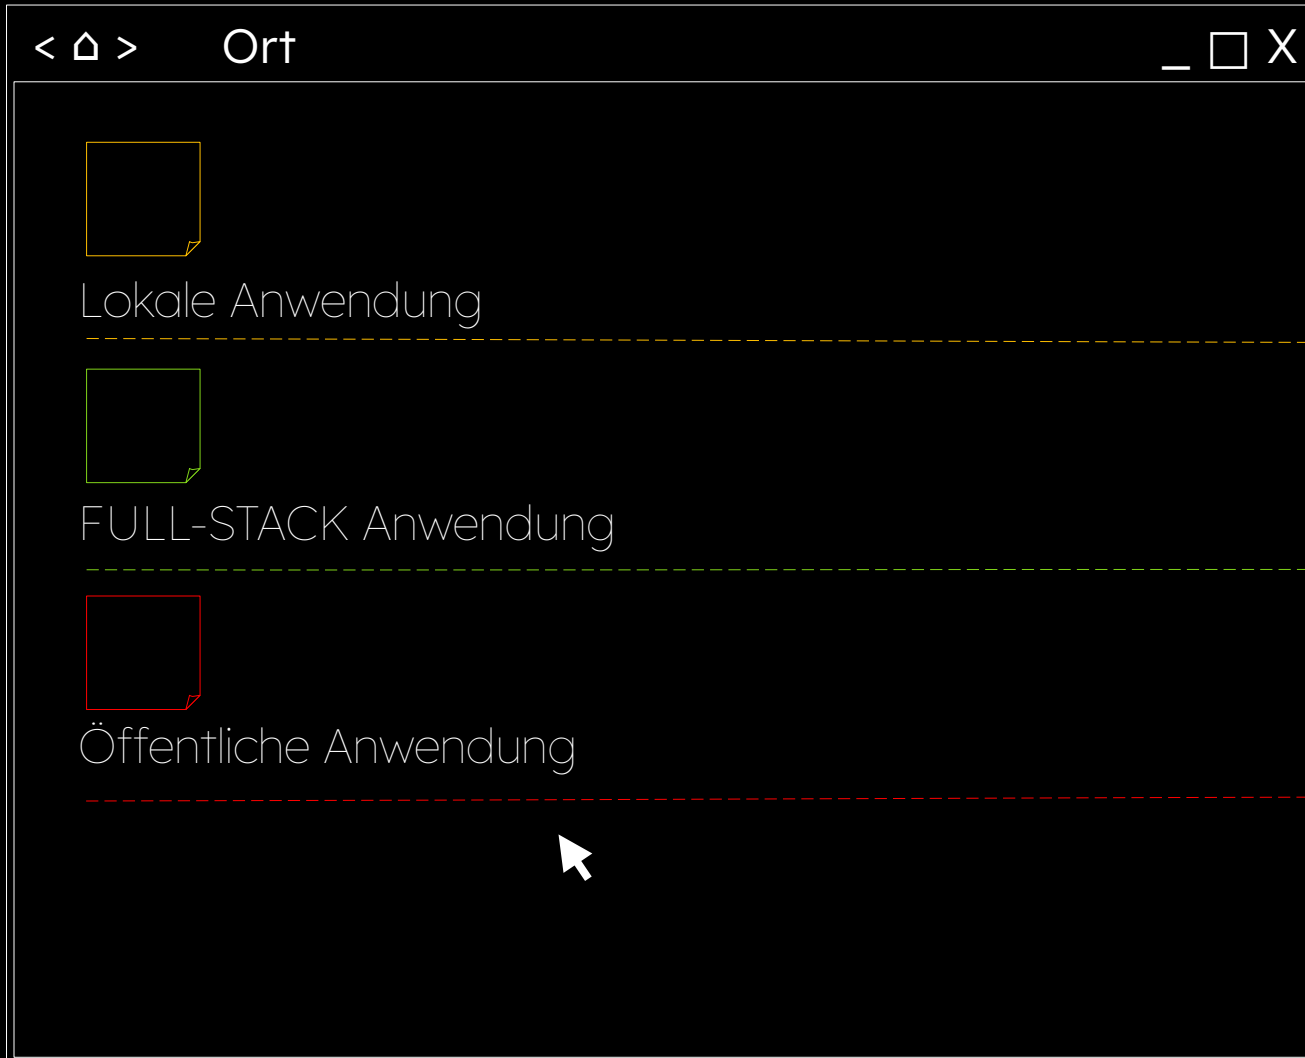 < > Ort _ X
Lokale Anwendung
FULL-STACK Anwendung
Öffentliche Anwendung